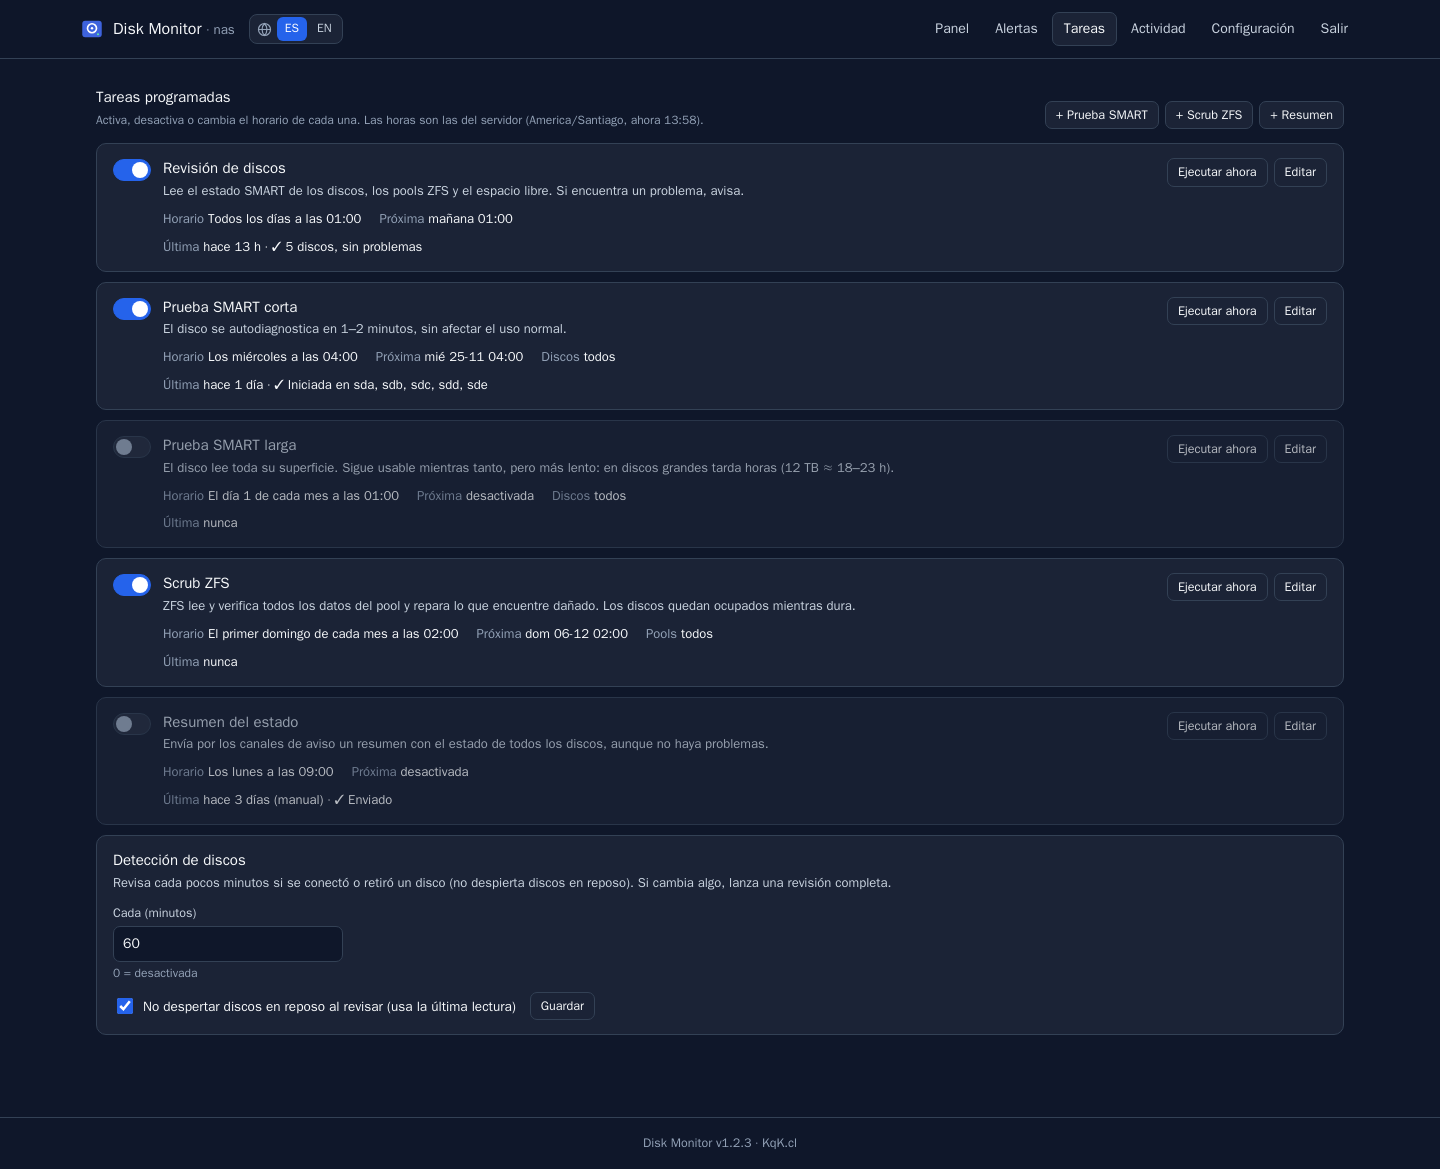 Disk Monitor · nas ES EN Panel Alertas Tareas Actividad Configuración Salir
Tareas programadas
Activa, desactiva o cambia el horario de cada una. Las horas son las del servidor (America/Santiago, ahora 13:58).
+ Prueba SMART + Scrub ZFS + Resumen
Revisión de discos Ejecutar ahora Editar
Lee el estado SMART de los discos, los pools ZFS y el espacio libre. Si encuentra un problema, avisa.
Horario Todos los días a las 01:00 Próxima mañana 01:00
Última hace 13 h · ✓ 5 discos, sin problemas
Prueba SMART corta Ejecutar ahora Editar
El disco se autodiagnostica en 1–2 minutos, sin afectar el uso normal.
Horario Los miércoles a las 04:00 Próxima mié 25-11 04:00 Discos todos
Última hace 1 día · ✓ Iniciada en sda, sdb, sdc, sdd, sde
Prueba SMART larga Ejecutar ahora Editar
El disco lee toda su superficie. Sigue usable mientras tanto, pero más lento: en discos grandes tarda horas (12 TB ≈ 18–23 h).
Horario El día 1 de cada mes a las 01:00 Próxima desactivada Discos todos
Última nunca
Scrub ZFS Ejecutar ahora Editar
ZFS lee y verifica todos los datos del pool y repara lo que encuentre dañado. Los discos quedan ocupados mientras dura.
Horario El primer domingo de cada mes a las 02:00 Próxima dom 06-12 02:00 Pools todos
Última nunca
Resumen del estado Ejecutar ahora Editar
Envía por los canales de aviso un resumen con el estado de todos los discos, aunque no haya problemas.
Horario Los lunes a las 09:00 Próxima desactivada
Última hace 3 días (manual) · ✓ Enviado
Detección de discos
Revisa cada pocos minutos si se conectó o retiró un disco (no despierta discos en reposo). Si cambia algo, lanza una revisión completa.
Cada (minutos)
60
0 = desactivada
No despertar discos en reposo al revisar (usa la última lectura) Guardar
Disk Monitor v1.2.3 · KqK.cl